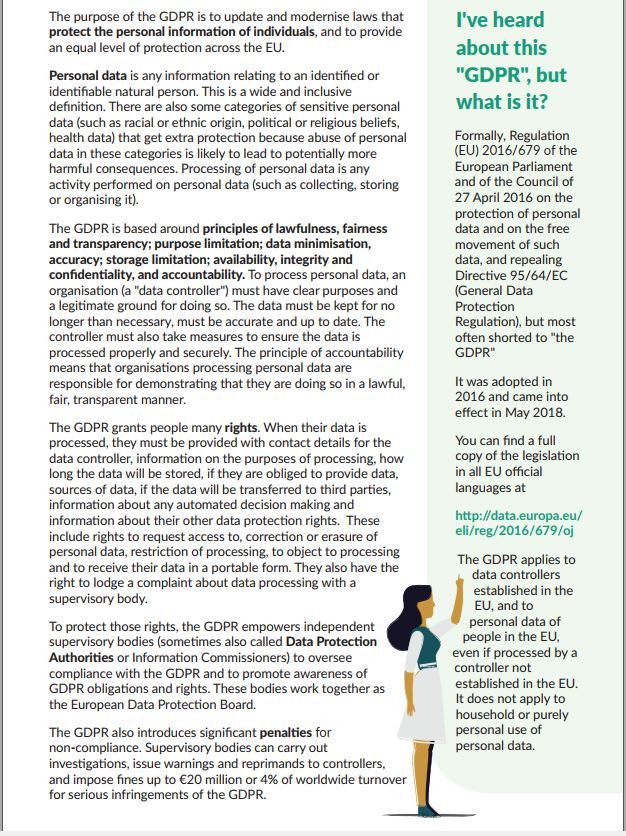 The purpose of the GDPR is to update and modernise laws that
protect the personal information of individuals, and to provide
an equal level of protection across the EU.
Personal data is any information relating to an identified or
identifiable natural person. This is a wide and inclusive
definition. There are also some categories of sensitive personal
data (such as racial or ethnic origin, political or religious beliefs,
health data) that get extra protection because abuse of personal
data in these categories is likely to lead to potentially more
harmful consequences. Processing of personal data is any
activity performed on personal data (such as collecting, storing
or organising it).
The GDPR is based around principles of lawfulness, fairness
and transparency; purpose limitation; data minimisation,
accuracy; storage limitation; availability, integrity and
confidentiality, and accountability. To process personal data, an
organisation (a "data controller") must have clear purposes and
a legitimate ground for doing so. The data must be kept for no
longer than necessary, must be accurate and up to date. The
controller must also take measures to ensure the data is
processed properly and securely. The principle of accountability
means that organisations processing personal data are
responsible for demonstrating that they are doing so in a lawful,
fair, transparent manner.
The GDPR grants people many rights. When their data is
processed, they must be provided with contact details for the
data controller, information on the purposes of processing, how
long the data will be stored, if they are obliged to provide data,
sources of data, if the data will be transferred to third parties,
information about any automated decision making and
information about their other data protection rights. These
include rights to request access to, correction or erasure of
personal data, restriction of processing, to object to processing
and to receive their data in a portable form. They also have the
right to lodge a complaint about data processing with a
supervisory body.
To protect those rights, the GDPR empowers independent
supervisory bodies (sometimes also called Data Protection
Authorities or Information Commissioners) to oversee
compliance with the GDPR and to promote awareness of
GDPR obligations and rights. These bodies work together as
the European Data Protection Board.
The GDPR also introduces significant penalties for
non-compliance. Supervisory bodies can carry out
investigations, issue warnings and reprimands to controllers,
and impose fines up to €20 million or 4% of worldwide turnover
for serious infringements of the GDPR.
I've heard
about this
"GDPR", but
what is it?
Formally, Regulation
(EU) 2016/679 of the
European Parliament
and of the Council of
27 April 2016 on the
protection of personal
data and on the free
movement of such
data, and repealing
Directive 95/64/EC
(General Data
Protection
Regulation), but most
often shorted to "the
GDPR"
It was adopted in
2016 and came into
effect in May 2018.
You can find a full
copy of the legislation
in all EU official
languages at
http://data.europa.eu/
eli/reg/2016/679/oj
The GDPR applies to
data controllers
established in the
EU, and to
personal data of
people in the EU,
even if processed by a
controller not
established in the EU.
It does not apply to
household or purely
personal use of
personal data.